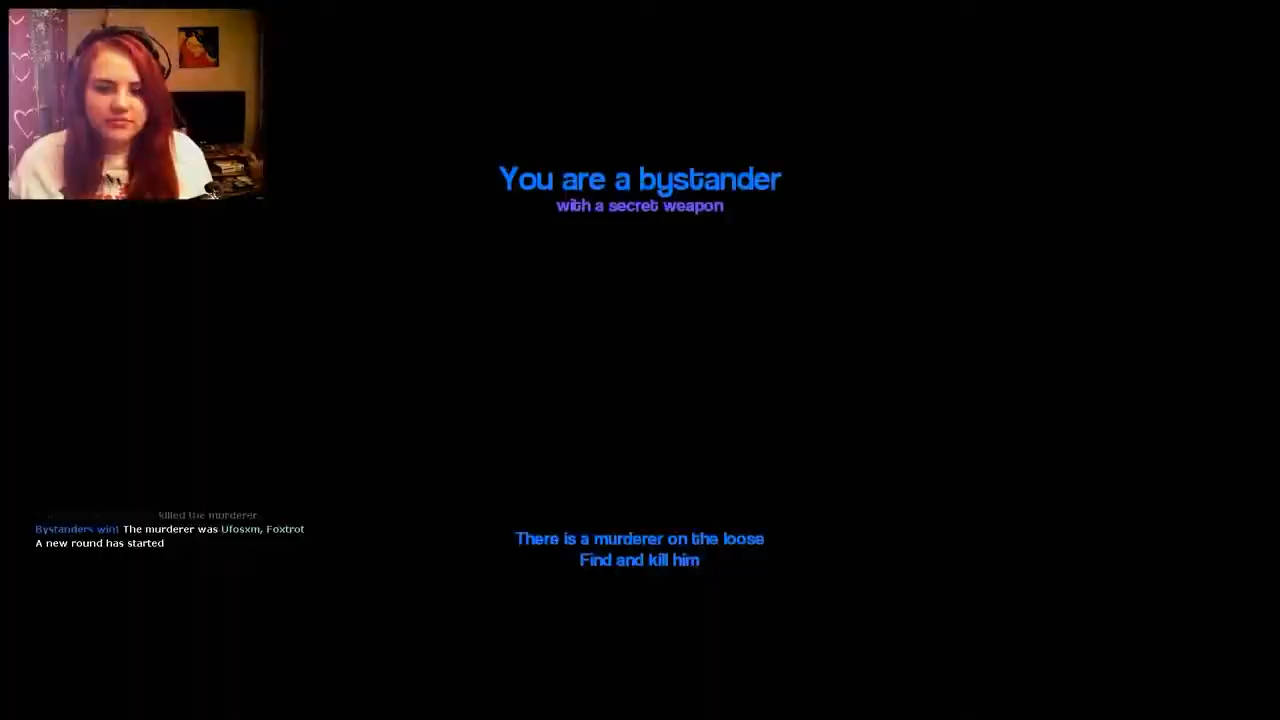 You are a bystander
with a secret weapon
killed the murderer
Bystanders win! The murderer was Ufosxm, Foxtrot
A new round has started
There is a murderer on the loose
Find and kill him